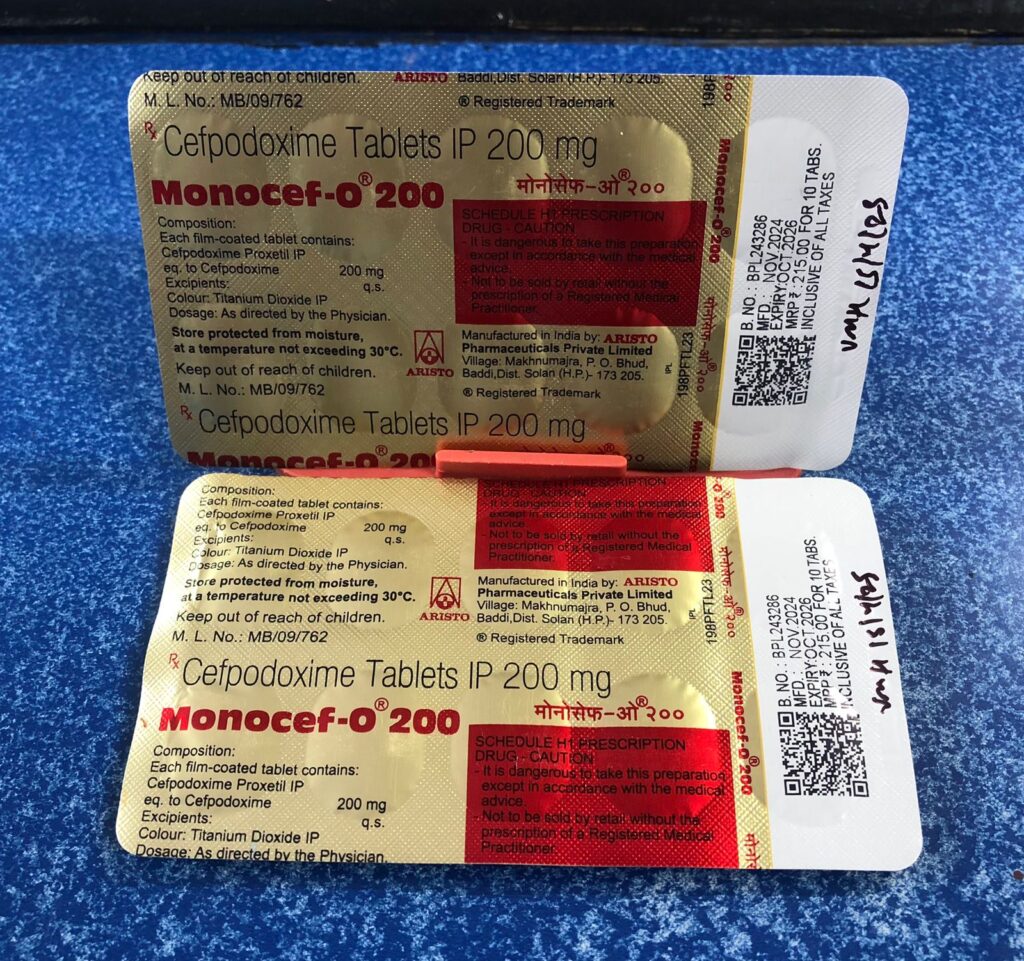 Keep out of reach of children.
M. L. No.: MB/09/762
ARISTO
Baddi,Dist. Solan (H.P.)- 173 205.
® Registered Trademark
Rx Cefpodoxime Tablets IP 200 mg
Monocef-O® 200
मोनोसेफ-ओ® २००
Composition:
Each film-coated tablet contains:
Cefpodoxime Proxetil IP
eq. to Cefpodoxime 200 mg
Excipients: q.s.
Colour: Titanium Dioxide IP
Dosage: As directed by the Physician.
Store protected from moisture,
at a temperature not exceeding 30°C.
Keep out of reach of children.
M. L. No.: MB/09/762
SCHEDULE H1 PRESCRIPTION
DRUG - CAUTION
- It is dangerous to take this preparation
except in accordance with the medical
advice.
- Not to be sold by retail without the
prescription of a Registered Medical
Practitioner.
ARISTO
Manufactured in India by: ARISTO
Pharmaceuticals Private Limited
Village: Makhnumajra, P. O. Bhud,
Baddi,Dist. Solan (H.P.)- 173 205.
® Registered Trademark
IPL
198PFTL23
Monocef-O® 200
मोनोसेफ-ओ® २००
B. NO. : BPL243286
MFD. : NOV 2024
EXPIRY:OCT 2026
MRP ₹ : 215.00 FOR 10 TABS.
INCLUSIVE OF ALL TAXES
Rx Cefpodoxime Tablets IP 200 mg
Monocef-O® 200
Composition:
Each film-coated tablet contains:
Cefpodoxime Proxetil IP
eq. to Cefpodoxime 200 mg
Excipients: q.s.
Colour: Titanium Dioxide IP
Dosage: As directed by the Physician.
Store protected from moisture,
at a temperature not exceeding 30°C.
Keep out of reach of children.
M. L. No.: MB/09/762
SCHEDULE H1 PRESCRIPTION
DRUG - CAUTION
- It is dangerous to take this preparation
except in accordance with the medical
advice.
- Not to be sold by retail without the
prescription of a Registered Medical
Practitioner.
ARISTO
Manufactured in India by: ARISTO
Pharmaceuticals Private Limited
Village: Makhnumajra, P. O. Bhud,
Baddi,Dist. Solan (H.P.)- 173 205.
® Registered Trademark
IPL
198PFTL23
Rx Cefpodoxime Tablets IP 200 mg
Monocef-O® 200
मोनोसेफ-ओ® २००
Composition:
Each film-coated tablet contains:
Cefpodoxime Proxetil IP
eq. to Cefpodoxime 200 mg
Excipients: q.s.
Colour: Titanium Dioxide IP
Dosage: As directed by the Physician.
SCHEDULE H1 PRESCRIPTION
DRUG - CAUTION
- It is dangerous to take this preparation
except in accordance with the medical
advice.
- Not to be sold by retail without the
prescription of a Registered Medical
Practitioner.
Monocef-O® 200
B. NO. : BPL243286
MFD. : NOV 2024
EXPIRY:OCT 2026
MRP ₹ : 215.00 FOR 10 TABS.
INCLUSIVE OF ALL TAXES